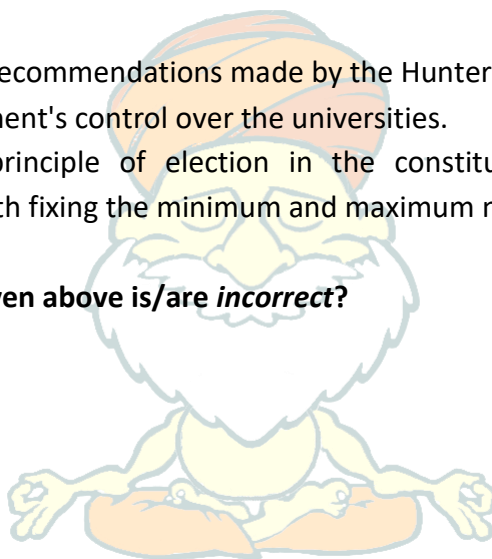 ecommendations made by the Hunter
ent's control over the universities.
principle of election in the constitu
th fixing the minimum and maximum
ven above is/are incorrect?